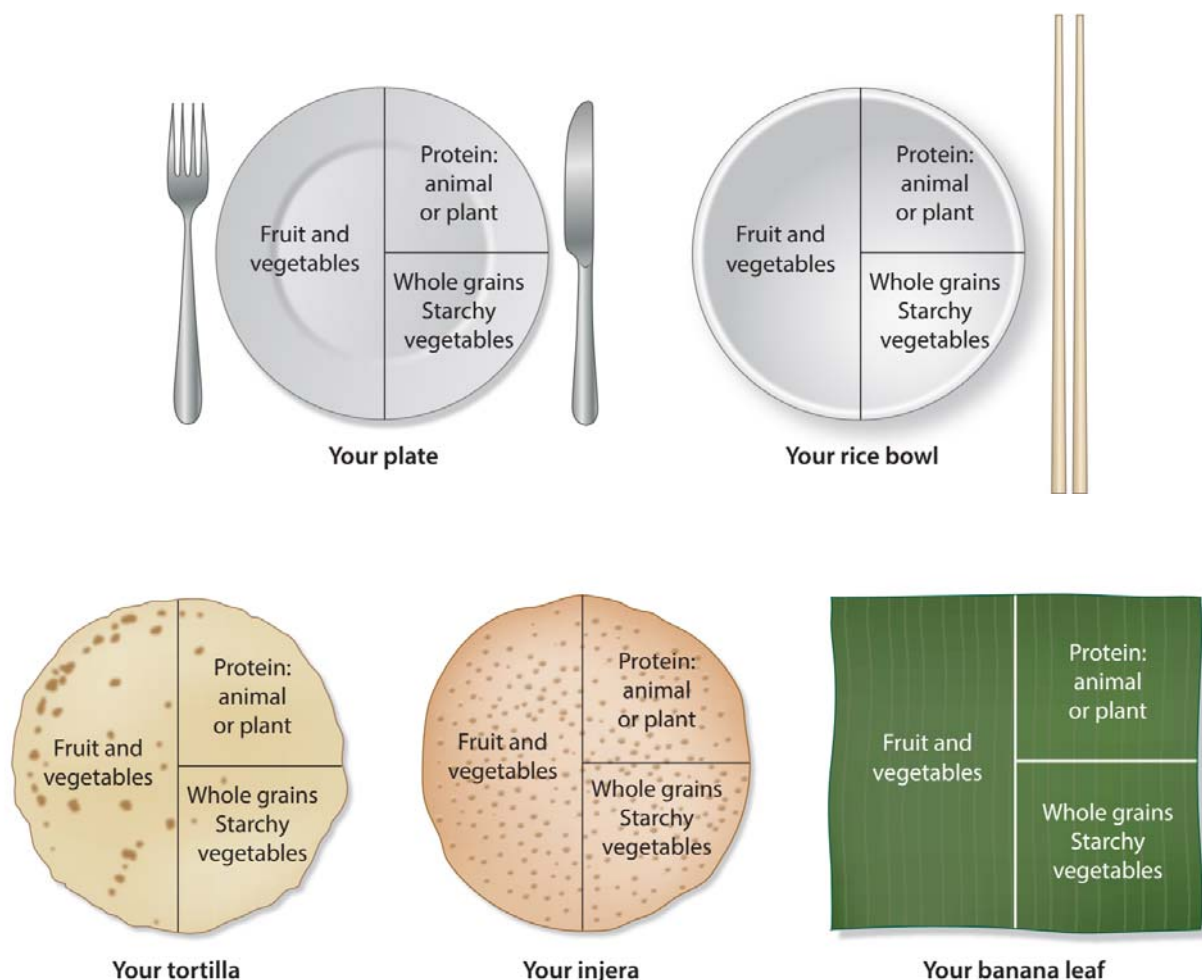 Fruit and
vegetables
Protein:
animal
or plant
Whole grains
Starchy
vegetables
Your plate
Fruit and
vegetables
Protein:
animal
or plant
Whole grains
Starchy
vegetables
Your rice bowl
Fruit and
vegetables
Protein:
animal
or plant
Whole grains
Starchy
vegetables
Your tortilla
Fruit and
vegetables
Protein:
animal
or plant
Whole grains
Starchy
vegetables
Your injera
Fruit and
vegetables
Protein:
animal
or plant
Whole grains
Starchy
vegetables
Your banana leaf